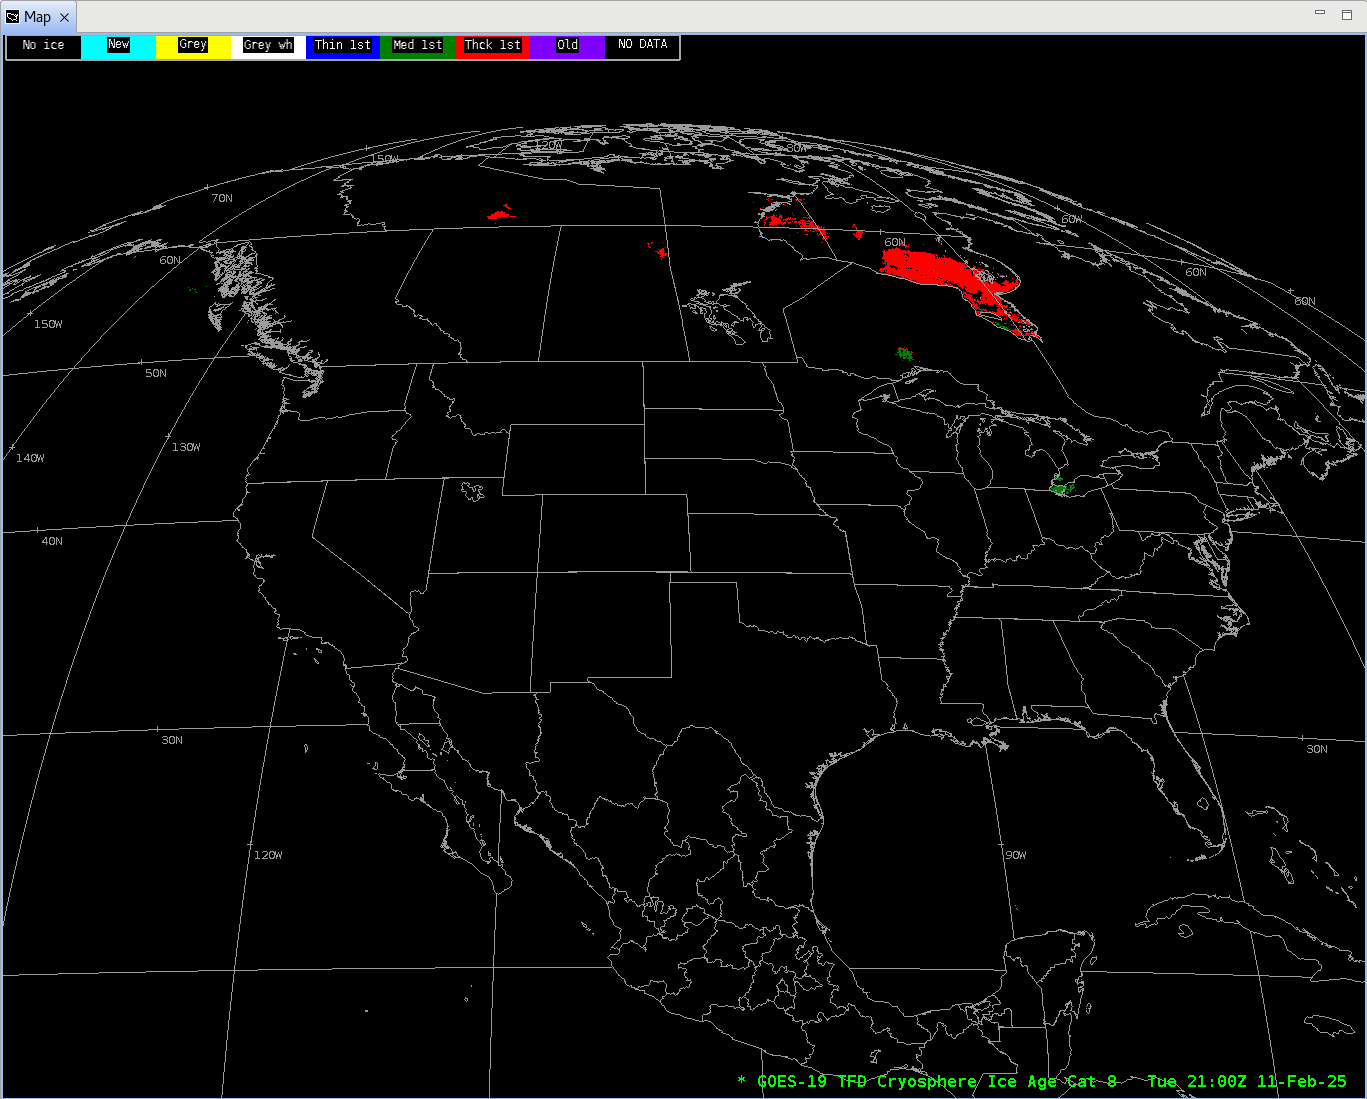 Map
No ice New Grey Grey wh Thin 1st Med 1st Thck 1st Old NO DATA
120W
80W
150W
70N
60W
60N
60N
60N
60N
150W
50N
130W
140W
40N
30N
30N
120W
90W
* GOES-19 TFD Cryosphere Ice Age Cat 8 Tue 21:00Z 11-Feb-25